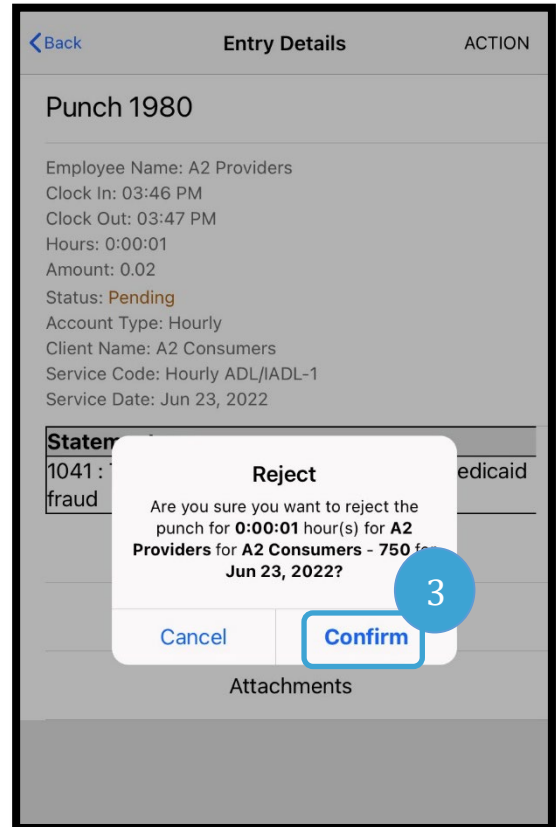 Back Entry Details ACTION
Punch 1980
Employee Name: A2 Providers
Clock In: 03:46 PM
Clock Out: 03:47 PM
Hours: 0:00:01
Amount: 0.02
Status: Pending
Account Type: Hourly
Client Name: A2 Consumers
Service Code: Hourly ADL/IADL-1
Service Date: Jun 23, 2022
1041 : edicaid
fraud
Reject
Are you sure you want to reject the
punch for 0:00:01 hour(s) for A2
Providers for A2 Consumers - 750 for
Jun 23, 2022?
3
Cancel Confirm
Attachments